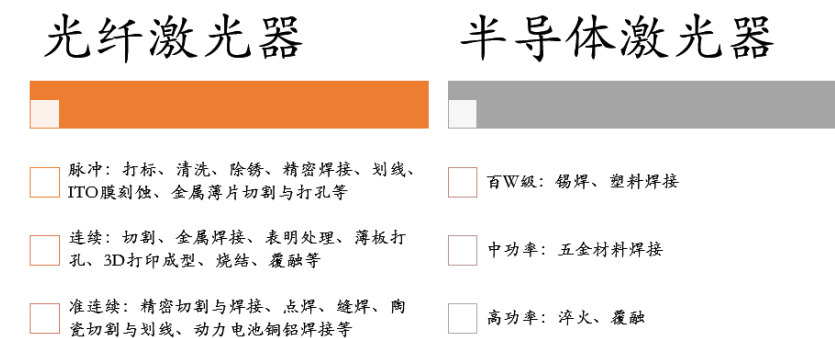 光纤激光器
脉冲：打标、清洗、除锈、精密焊接、划线、
ITO膜刻蚀、金属薄片切割与打孔等
连续：切割、金属焊接、表明处理、薄板打
孔、3D打印成型、烧结、覆融等
准连续：精密切割与焊接、点焊、缝焊、陶
瓷切割与划线、动力电池铜铝焊接等
半导体激光器
百W级：锡焊、塑料焊接
中功率：五金材料焊接
高功率：淬火、覆融